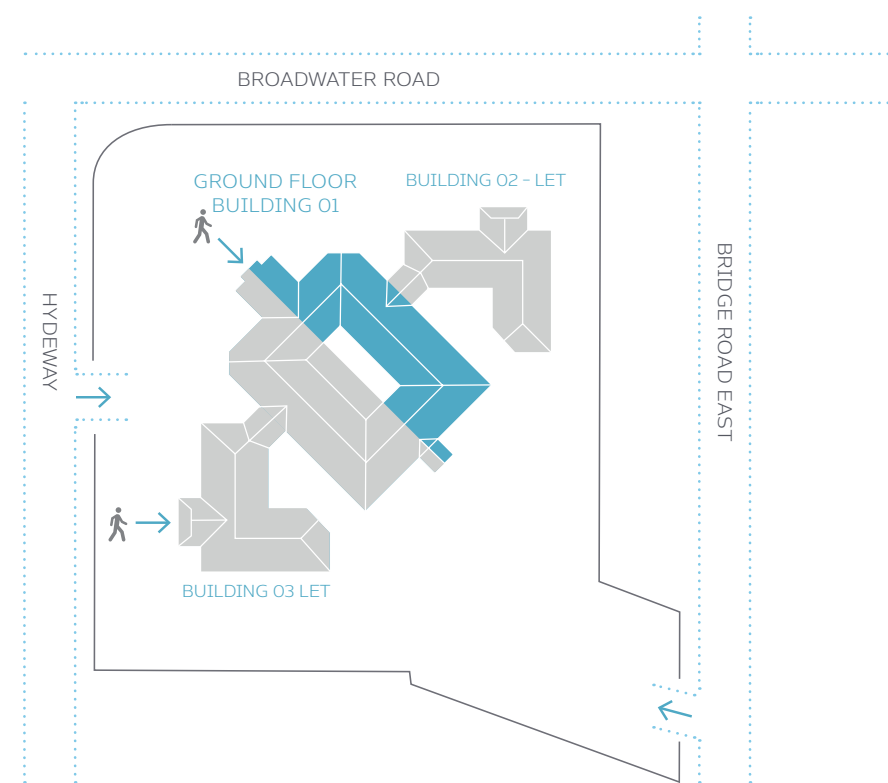 BROADWATER ROAD
GROUND FLOOR
BUILDING 01
BUILDING 02 – LET
HYDEWAY
BRIDGE ROAD EAST
BUILDING 03 LET